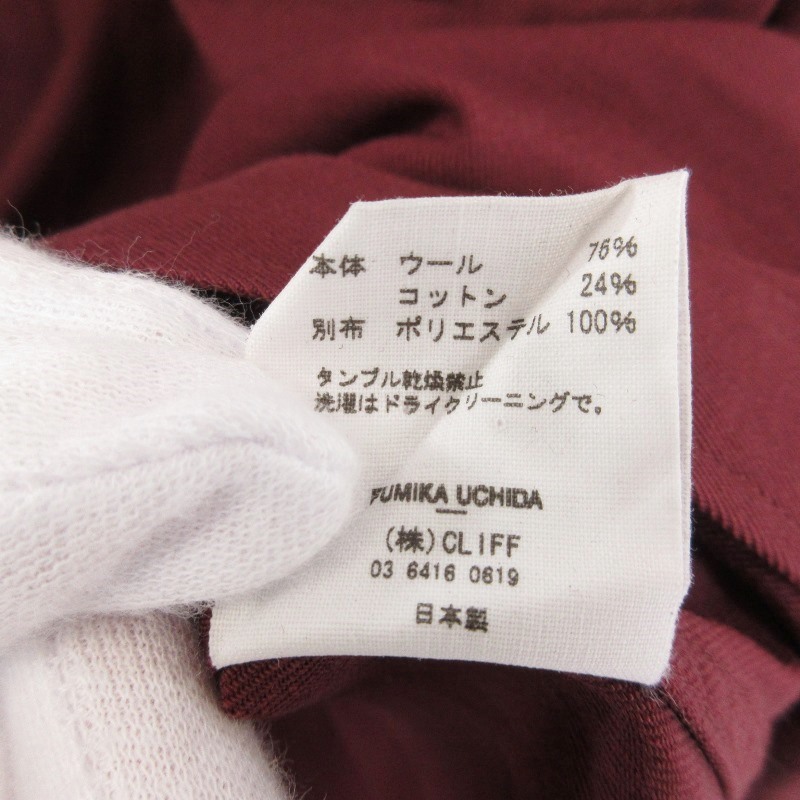 本体 ウール 76%
コットン 24%
別布 ポリエステル 100%
タンブル乾燥禁止
洗濯はドライクリーニングで。
FUMIKA_UCHIDA
(株)CLIFF
03 6416 0619
日本製